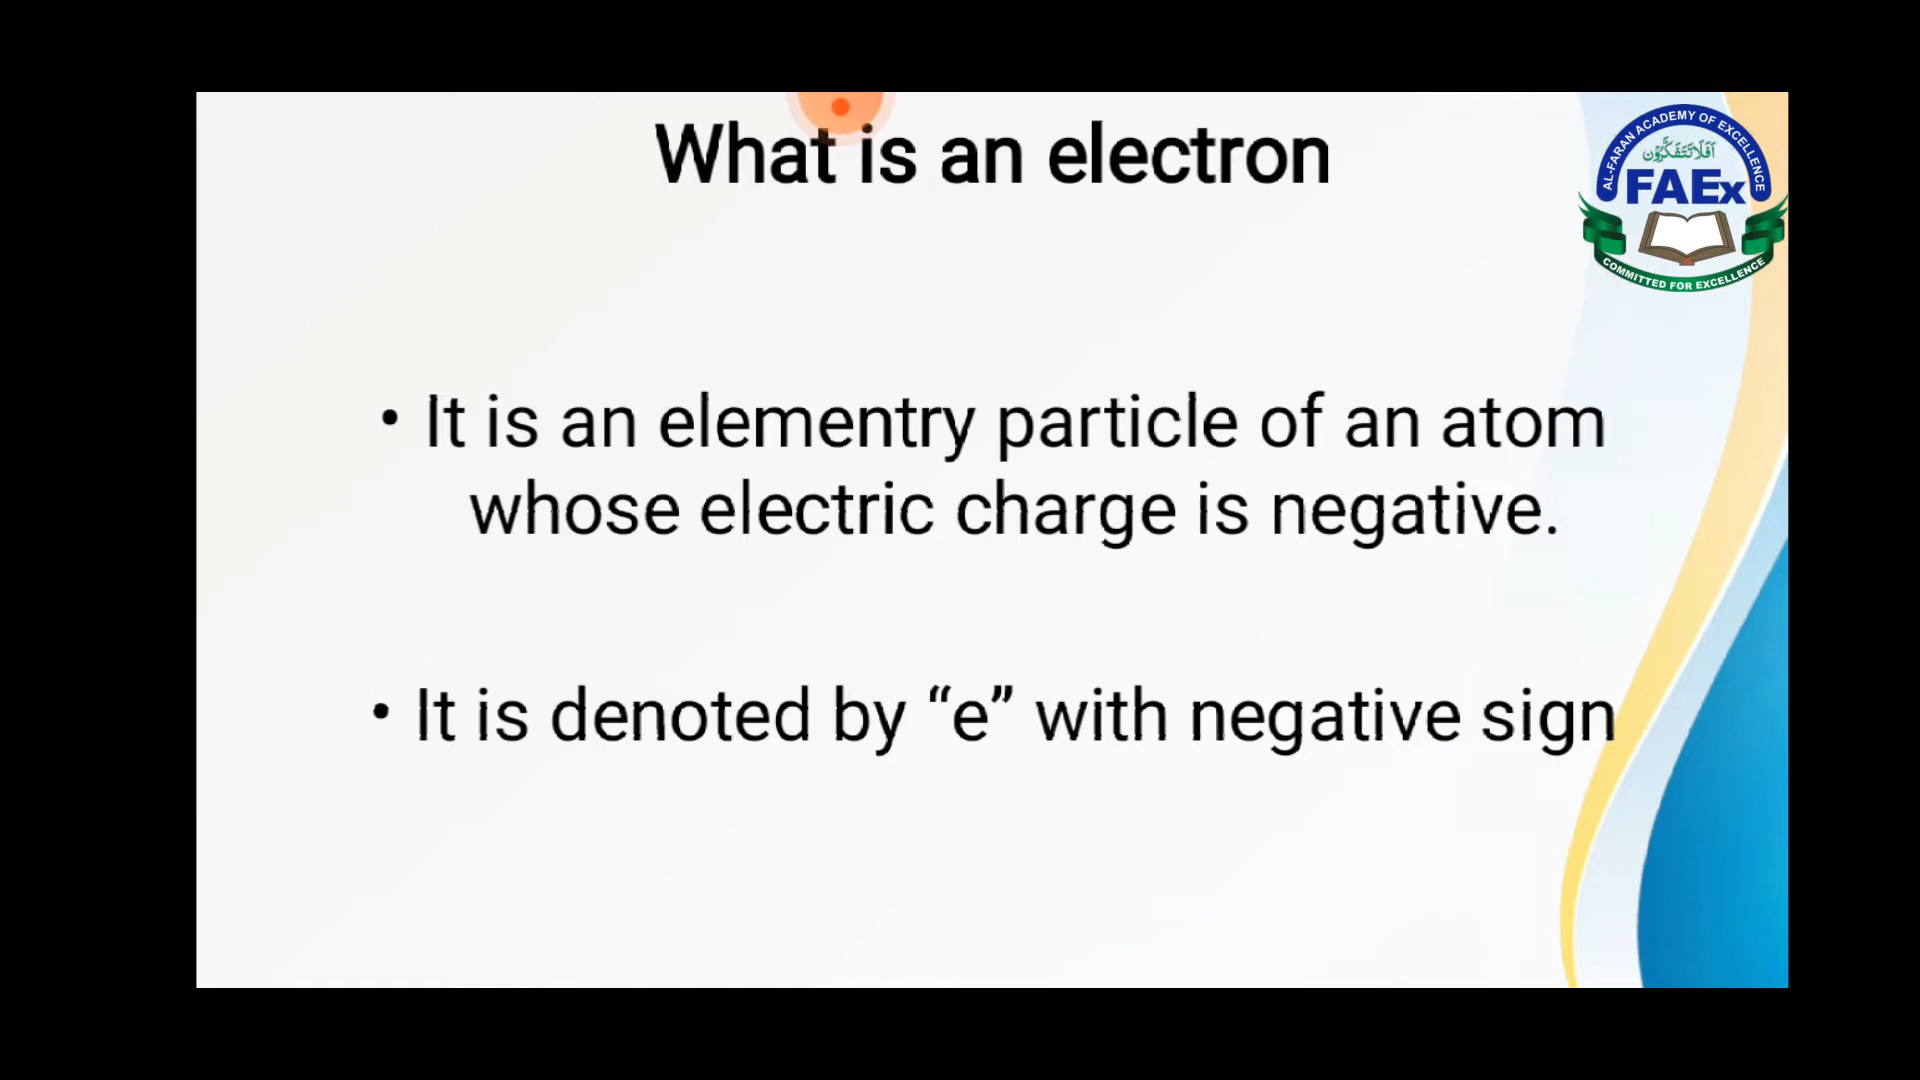 What is an electron
AL-FARAN ACADEMY OF EXCELLENCE
أَفَلَا تَتَفَكَّرُون
FAEx
COMMITTED FOR EXCELLENCE
• It is an elementry particle of an atom
whose electric charge is negative.
• It is denoted by “e” with negative sign